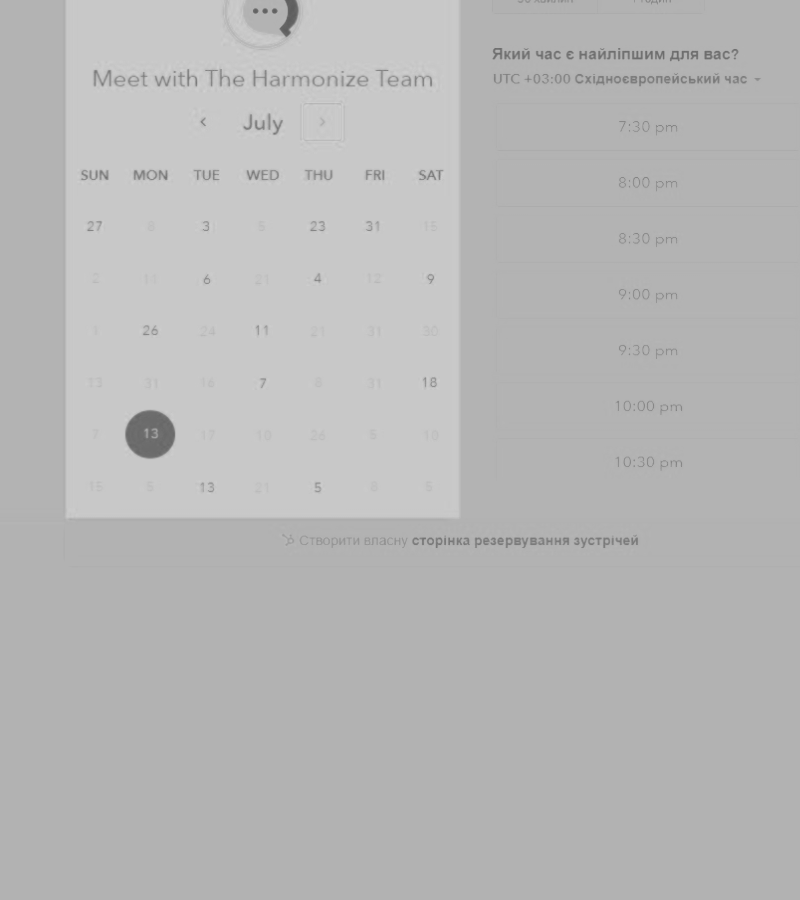 Meet with The Harmonize Team
July
SUN MON TUE WED THU FRI SAT
27 8 3 5 23 31 15
2 11 6 21 4 12 9
1 26 24 11 21 31 30
13 31 16 7 8 31 18
7 13 17 10 26 5 10
15 5 13 21 5 8 5
Який час є найліпшим для вас?
UTC +03:00 Східноєвропейський час
7:30 pm
8:00 pm
8:30 pm
9:00 pm
9:30 pm
10:00 pm
10:30 pm
Створити власну сторінка резервування зустрічей